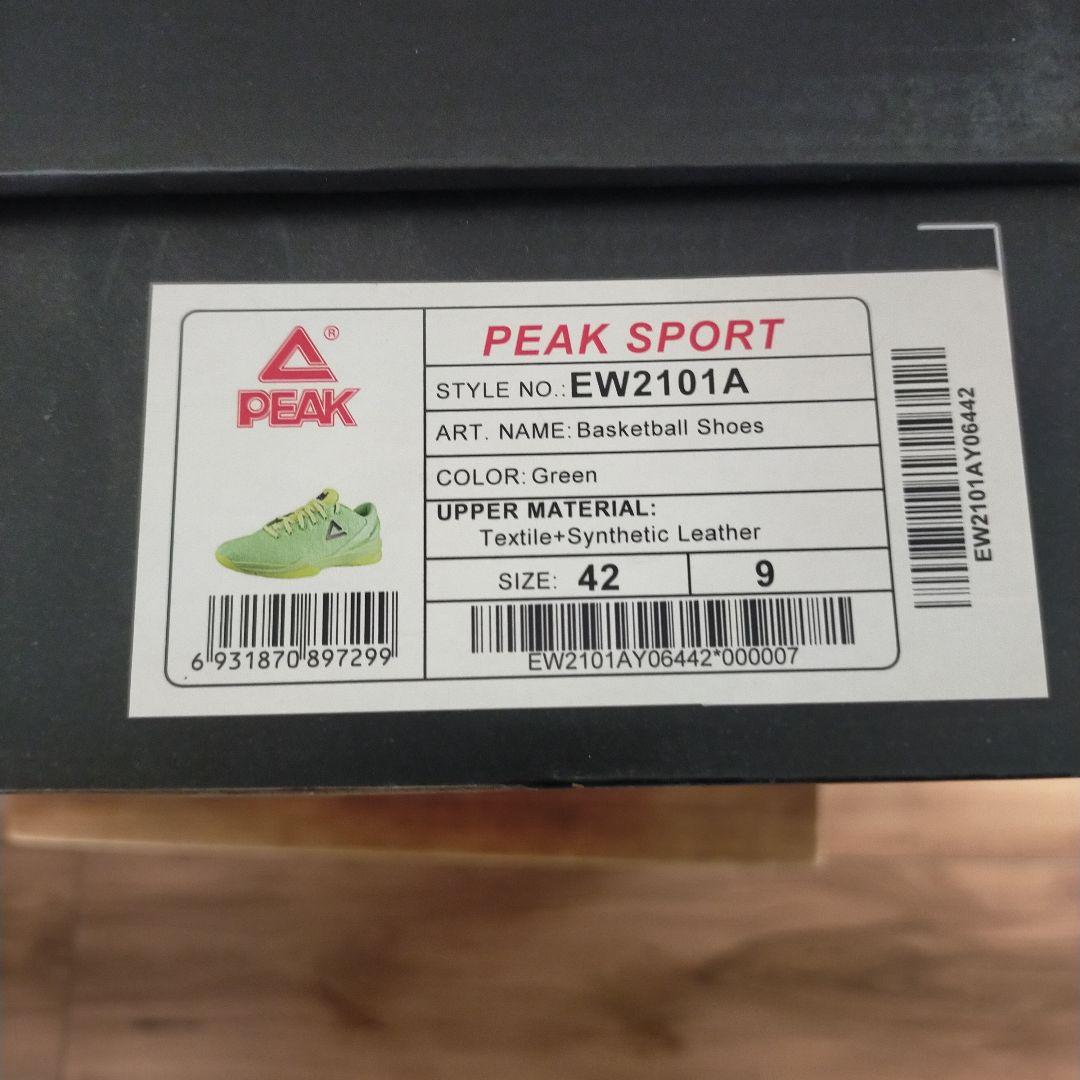 ®
PEAK
PEAK SPORT
STYLE NO.: EW2101A
ART. NAME: Basketball Shoes
COLOR: Green
UPPER MATERIAL:
Textile+Synthetic Leather
SIZE: 42 9
6 931870 897299
EW2101AY06442*000007
EW2101AY06442